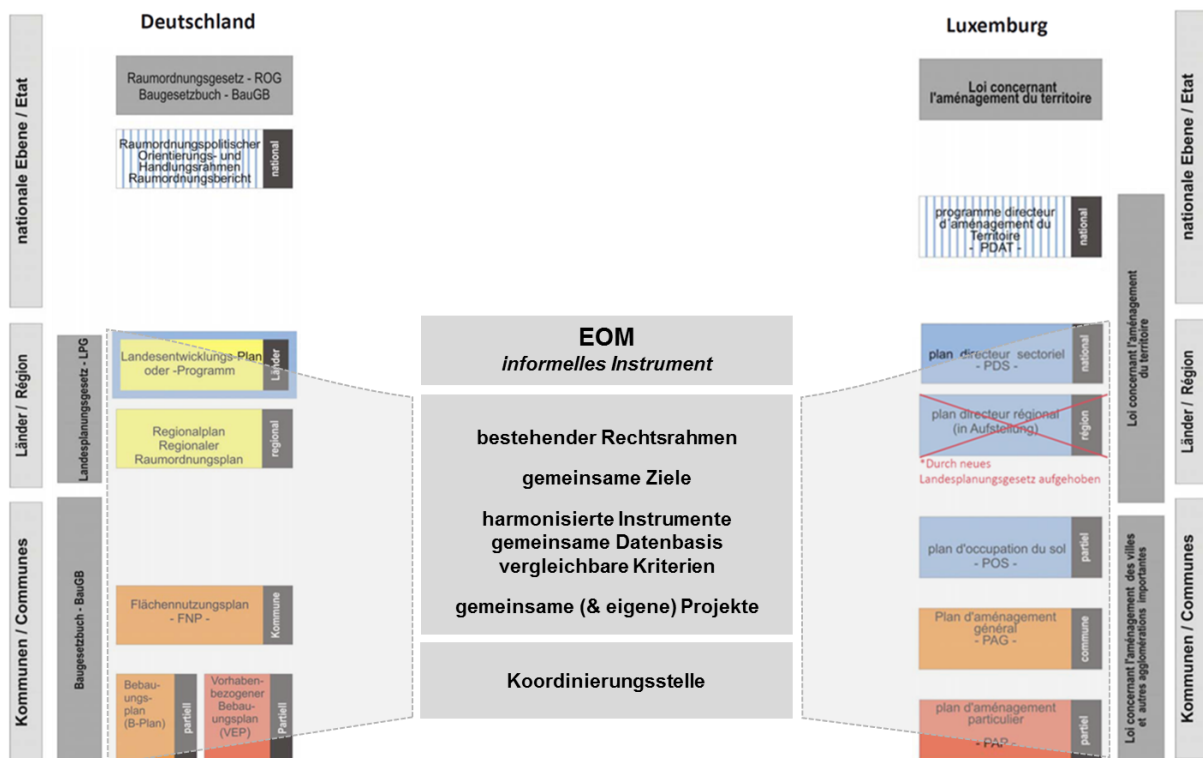 Deutschland
nationale Ebene / Etat
Länder / Région
Kommunen / Communes
Landesplanungsgesetz - LPG
Baugesetzbuch - BauGB
Raumordnungsgesetz - ROG
Baugesetzbuch - BauGB
Raumordnungspolitischer
Orientierungs- und
Handlungsrahmen
Raumordnungsbericht
national
Landesentwicklungs-Plan
oder -Programm
Länder
Regionalplan
Regionaler
Raumordnungsplan
regional
Flächennutzungsplan
- FNP -
Kommune
Bebau-
ungs-
plan
(B-Plan)
partiell
Vorhaben-
bezogener
Bebau-
ungsplan
(VEP)
Partiell
EOM
informelles Instrument
bestehender Rechtsrahmen
gemeinsame Ziele
harmonisierte Instrumente
gemeinsame Datenbasis
vergleichbare Kriterien
gemeinsame (& eigene) Projekte
Koordinierungsstelle
Luxemburg
Loi concernant
l'aménagement du territoire
programme directeur
d'aménagement du
Territoire
- PDAT -
national
plan directeur sectoriel
- PDS -
national
plan directeur régional
(in Aufstellung)
région
*Durch neues
Landesplanungsgesetz aufgehoben
plan d'occupation du sol
- POS -
partiel
Plan d'aménagement
général
- PAG -
commune
plan d'aménagement
particulier
- PAP -
partiel
Loi concernant l'aménagement
du territoire
Loi concernant l'aménagement des villes
et autres agglomérations importantes
nationale Ebene / Etat
Länder / Région
Kommunen / Communes